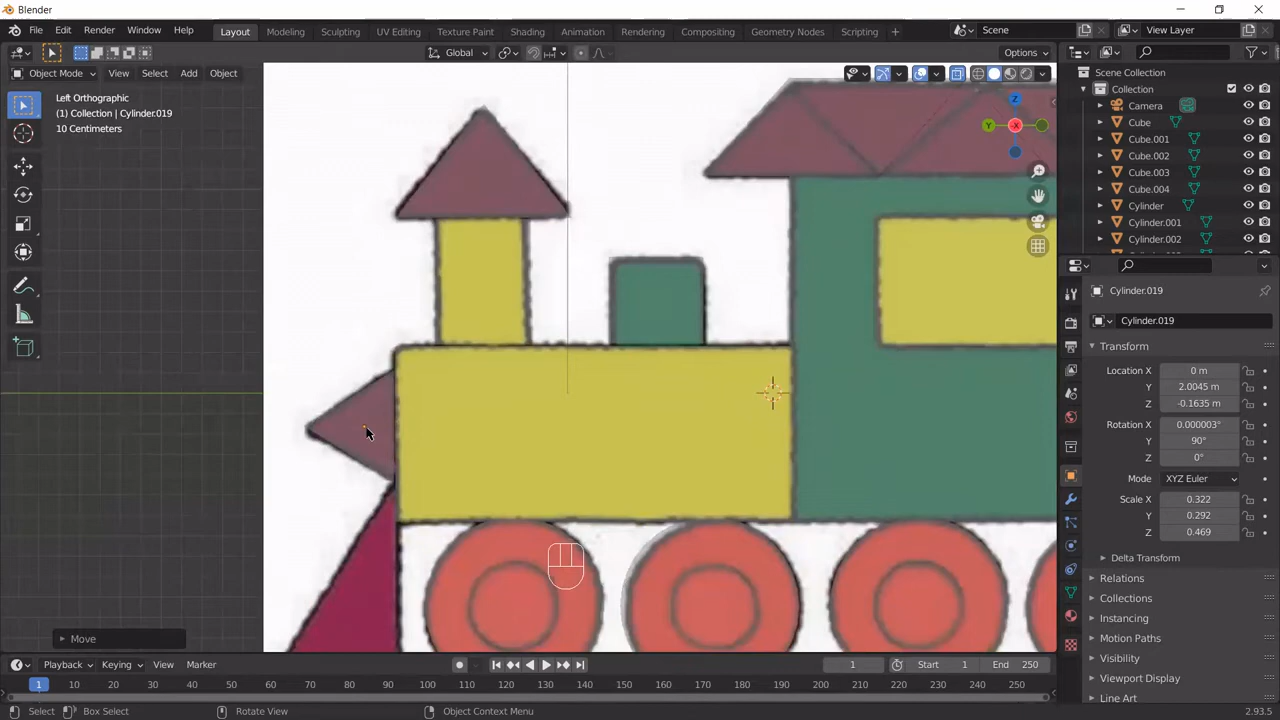 Blender
File Edit Render Window Help Layout Modeling Sculpting UV Editing Texture Paint Shading Animation Rendering Compositing Geometry Nodes Scripting + Scene View Layer
Global Options
Object Mode View Select Add Object
Left Orthographic
(1) Collection | Cylinder.019
10 Centimeters
Z
Y
X
Scene Collection
Collection
Camera
Cube
Cube.001
Cube.002
Cube.003
Cube.004
Cylinder
Cylinder.001
Cylinder.002
Cylinder.019
Cylinder.019
Transform
Location X 0 m
Y 2.0045 m
Z -0.1635 m
Rotation X 0.000003°
Y 90°
Z 0°
Mode XYZ Euler
Scale X 0.322
Y 0.292
Z 0.469
Delta Transform
Relations
Collections
Instancing
Motion Paths
Visibility
Viewport Display
Line Art
Move
Playback Keying View Marker 1 Start 1 End 250
1 10 20 30 40 50 60 70 80 90 100 110 120 130 140 150 160 170 180 190 200 210 220 230 240 250
Select Box Select Rotate View Object Context Menu 2.93.5